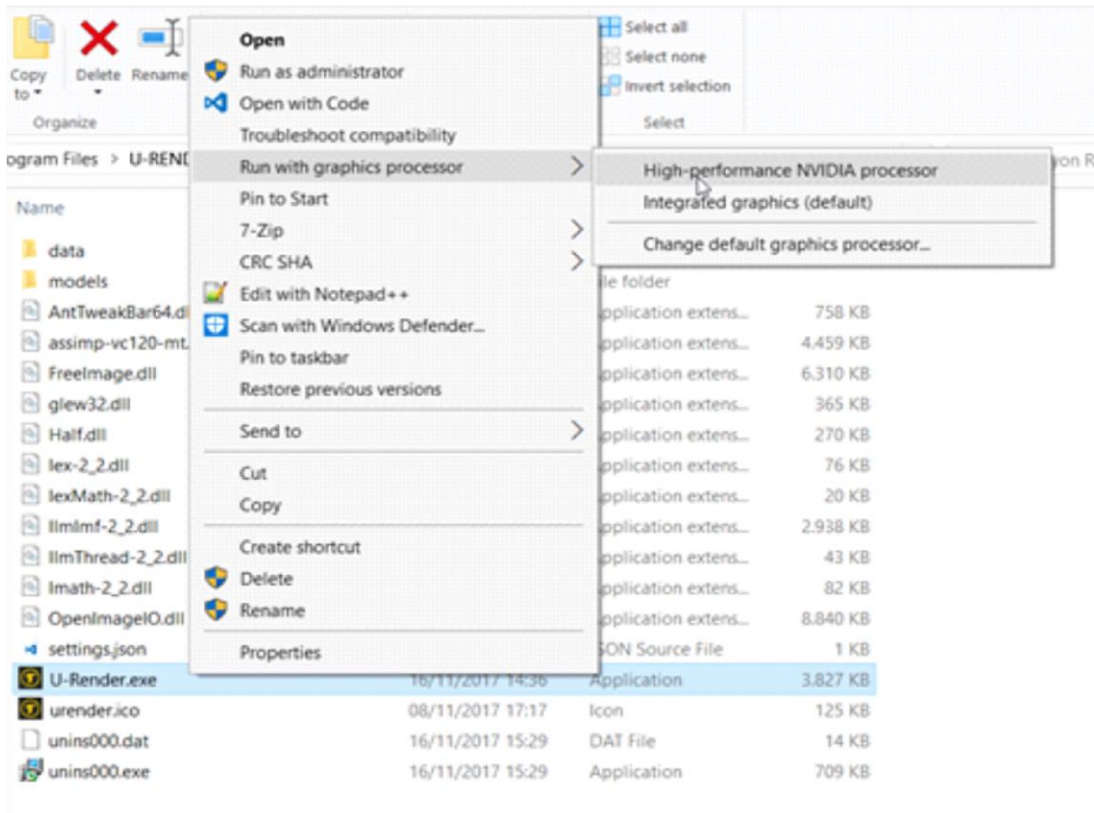 Copy to
Delete
Rename
Organize
Select all
Select none
Invert selection
Select
ogram Files > U-REND
yon R
Open
Run as administrator
Open with Code
Troubleshoot compatibility
Run with graphics processor
Pin to Start
7-Zip
CRC SHA
Edit with Notepad++
Scan with Windows Defender...
Pin to taskbar
Restore previous versions
Send to
Cut
Copy
Create shortcut
Delete
Rename
Properties
High-performance NVIDIA processor
Integrated graphics (default)
Change default graphics processor...
Name
data
models ile folder
AntTweakBar64.dl pplication extens... 758 KB
assimp-vc120-mt. pplication extens... 4.459 KB
FreeImage.dll pplication extens... 6.310 KB
glew32.dll pplication extens... 365 KB
Half.dll pplication extens... 270 KB
Iex-2_2.dll pplication extens... 76 KB
IexMath-2_2.dll pplication extens... 20 KB
IlmImf-2_2.dll pplication extens... 2.938 KB
IlmThread-2_2.dll pplication extens... 43 KB
Imath-2_2.dll pplication extens... 82 KB
OpenImageIO.dll pplication extens... 8.840 KB
settings.json SON Source File 1 KB
U-Render.exe 16/11/2017 14:36 Application 3.827 KB
urender.ico 08/11/2017 17:17 Icon 125 KB
unins000.dat 16/11/2017 15:29 DAT File 14 KB
unins000.exe 16/11/2017 15:29 Application 709 KB